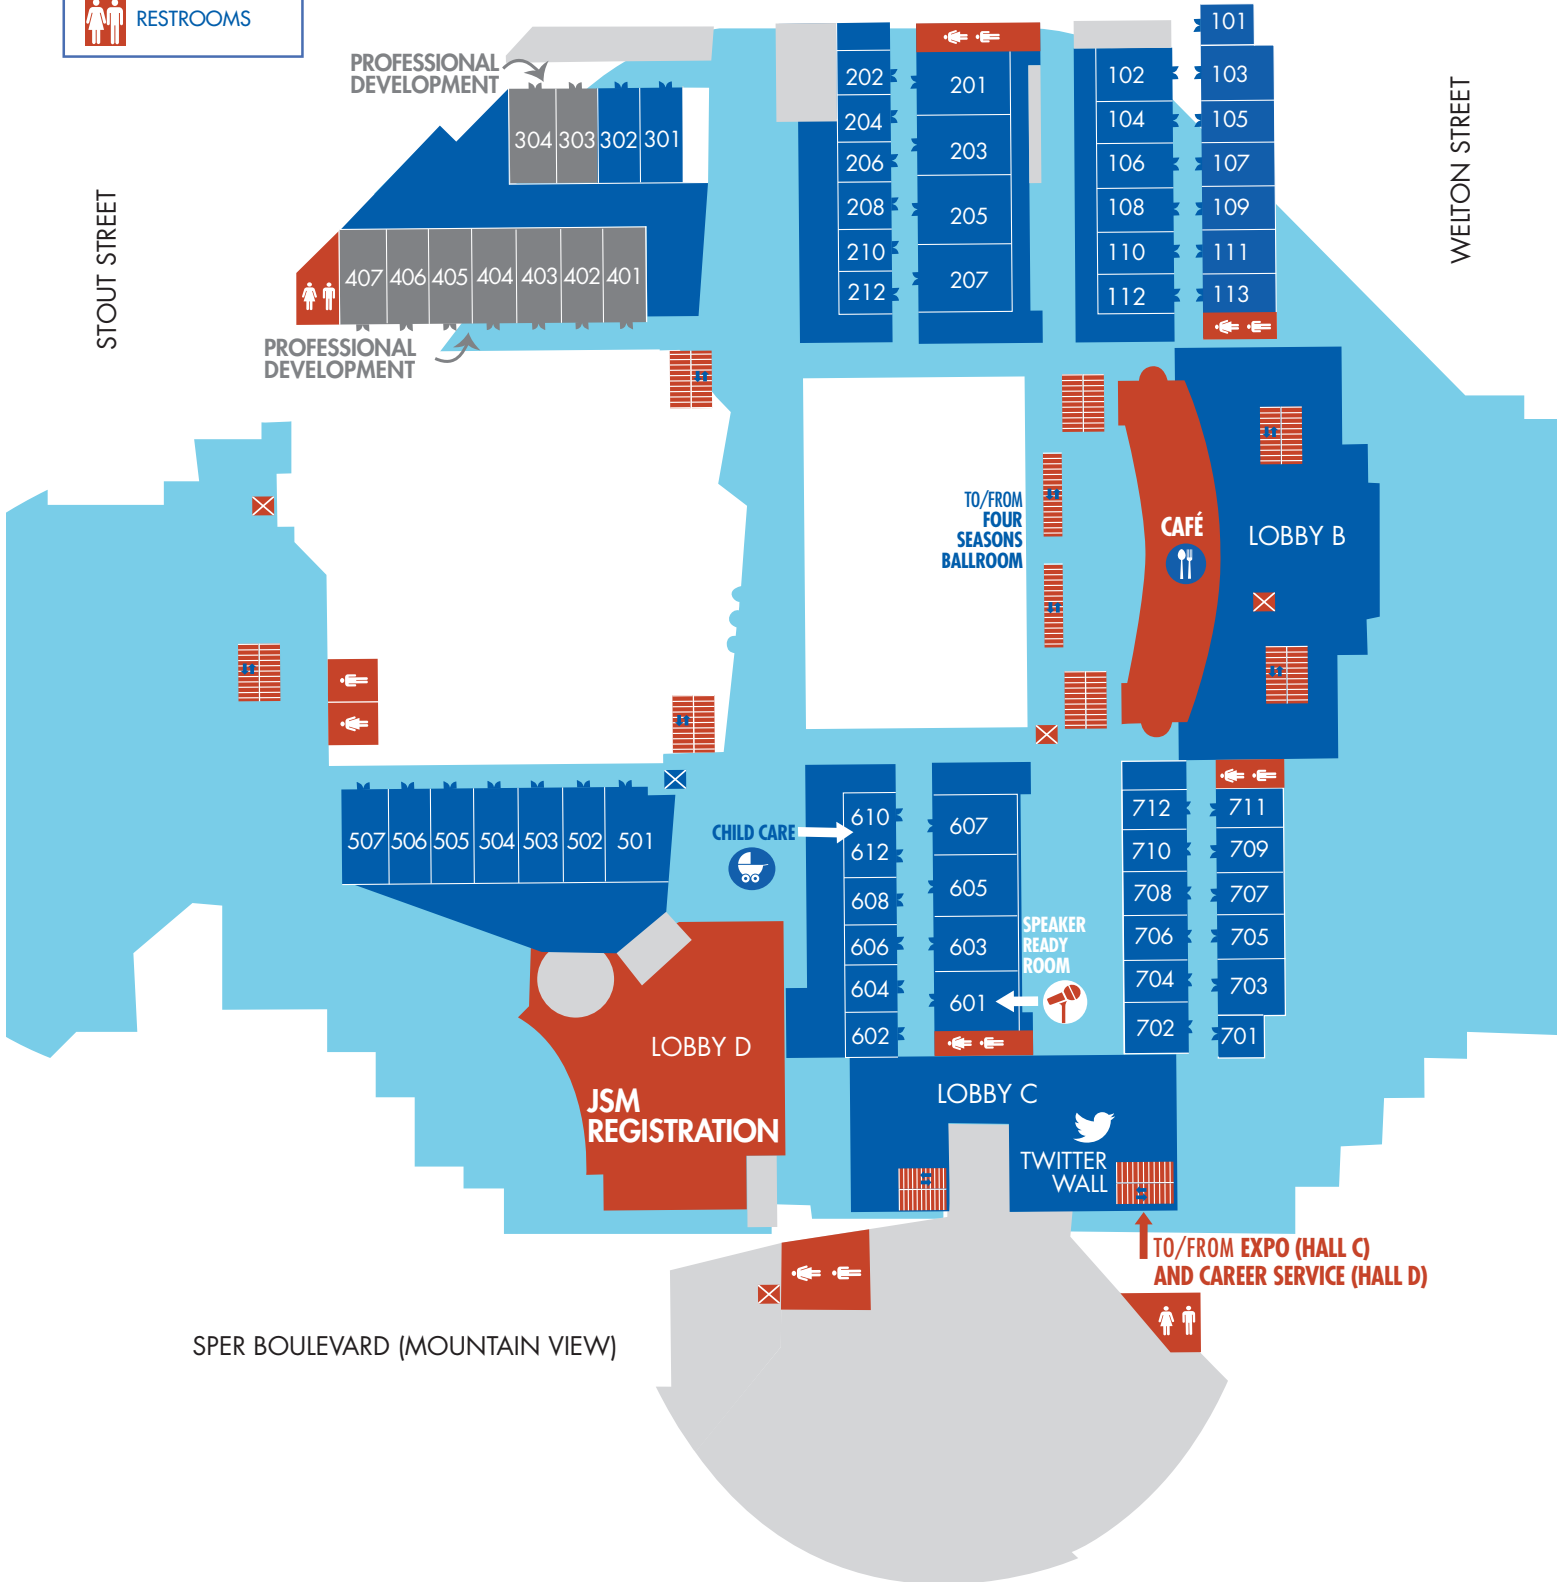 RESTROOMS
PROFESSIONAL
DEVELOPMENT
304
303
302
301
STOUT STREET
407
406
405
404
403
402
401
PROFESSIONAL
DEVELOPMENT
202
204
206
208
210
212
201
203
205
207
102
104
106
108
110
112
101
103
105
107
109
111
113
WELTON STREET
TO/FROM
FOUR
SEASONS
BALLROOM
CAFÉ
LOBBY B
507
506
505
504
503
502
501
CHILD CARE
610
612
608
606
604
602
607
605
603
601
SPEAKER
READY
ROOM
712
710
708
706
704
702
711
709
707
705
703
701
LOBBY D
JSM
REGISTRATION
LOBBY C
TWITTER
WALL
TO/FROM EXPO (HALL C)
AND CAREER SERVICE (HALL D)
SPER BOULEVARD (MOUNTAIN VIEW)